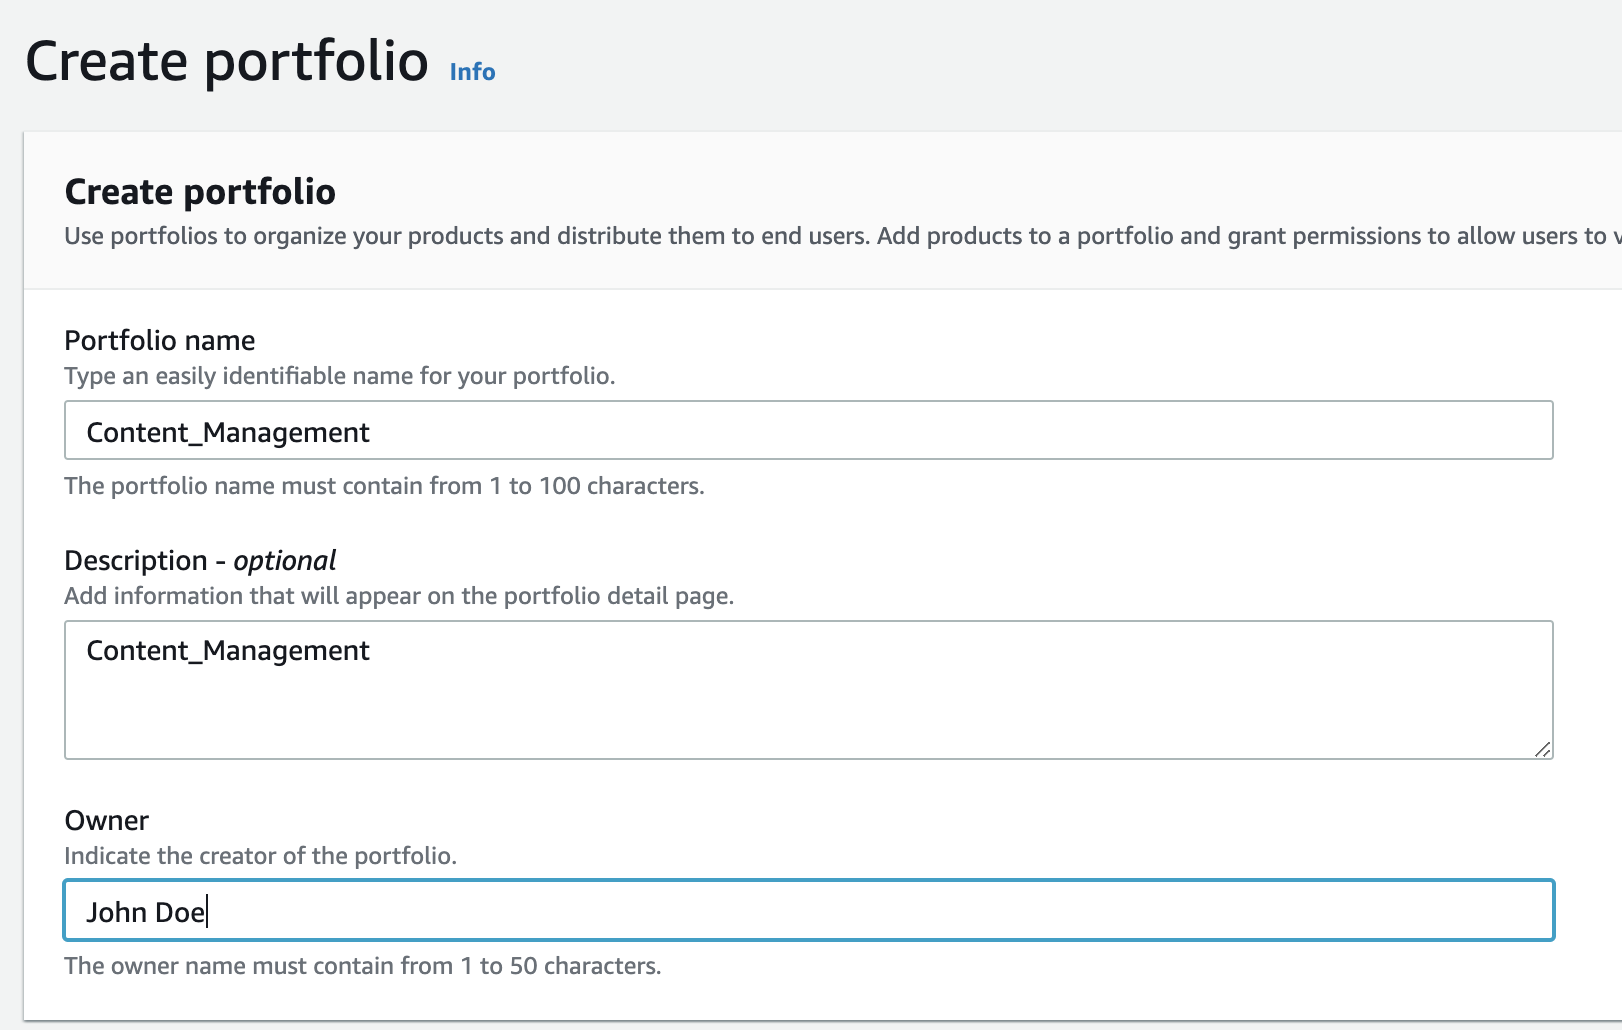 Create portfolio Info
Create portfolio
Use portfolios to organize your products and distribute them to end users. Add products to a portfolio and grant permissions to allow users to
Portfolio name
Type an easily identifiable name for your portfolio.
Content_Management
The portfolio name must contain from 1 to 100 characters.
Description - optional
Add information that will appear on the portfolio detail page.
Content_Management
Owner
Indicate the creator of the portfolio.
John Doe
The owner name must contain from 1 to 50 characters.